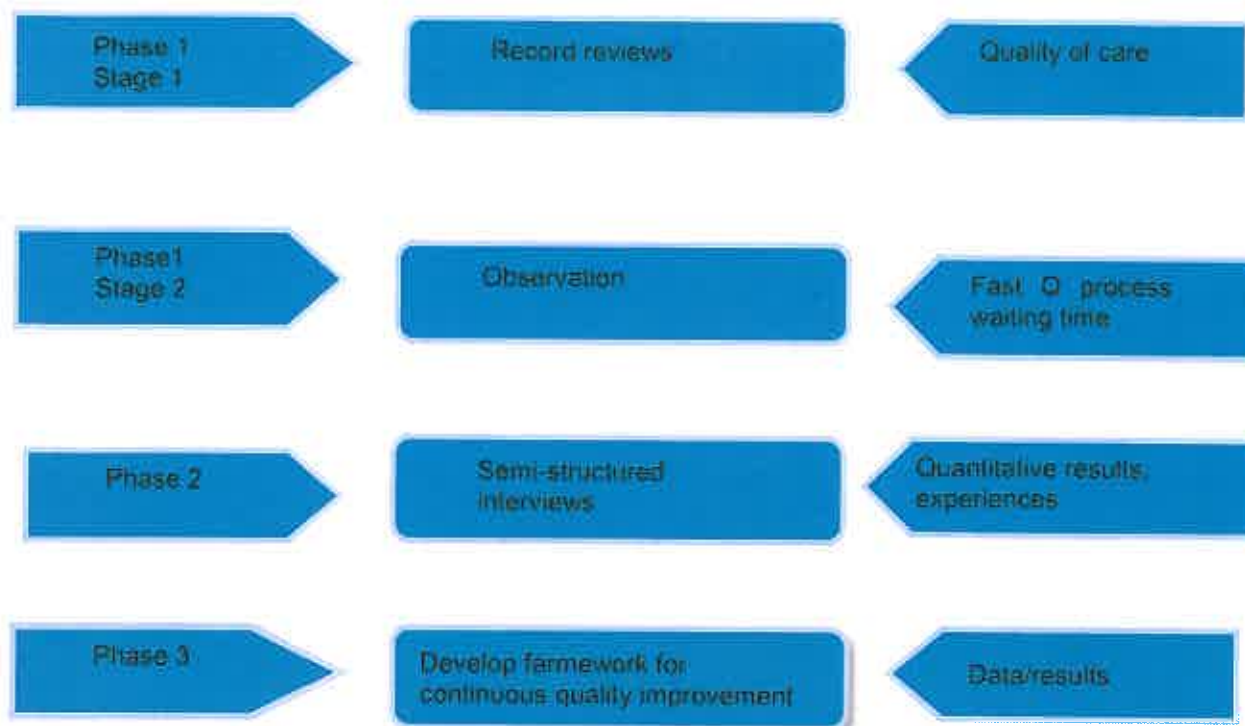 Phase 1
Stage 1
Record reviews
Quality of care
Phase1
Stage 2
Observation
Fast Q process
waiting time
Phase 2
Semi-structured
interviews
Quantitative results,
experiences
Phase 3
Develop farmework for
continuous quality improvement
Data/results